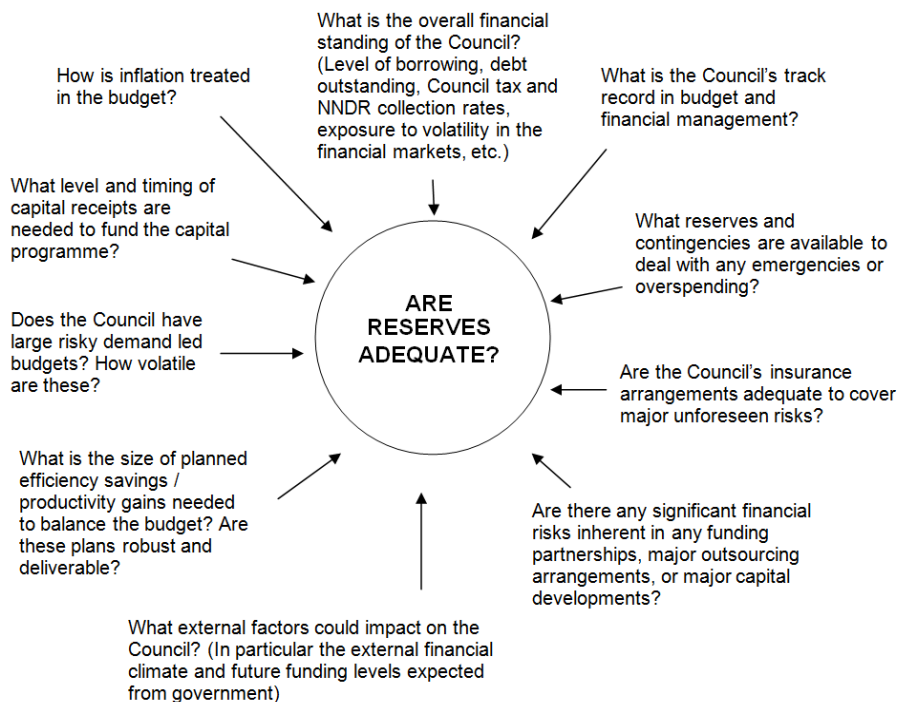 What is the overall financial
standing of the Council?
(Level of borrowing, debt
outstanding, Council tax and
NNDR collection rates,
exposure to volatility in the
financial markets, etc.)
How is inflation treated
in the budget?
What is the Council’s track
record in budget and
financial management?
What level and timing of
capital receipts are
needed to fund the capital
programme?
What reserves and
contingencies are available to
deal with any emergencies or
overspending?
ARE
RESERVES
ADEQUATE?
Does the Council have
large risky demand led
budgets? How volatile
are these?
Are the Council’s insurance
arrangements adequate to cover
major unforeseen risks?
What is the size of planned
efficiency savings /
productivity gains needed
to balance the budget? Are
these plans robust and
deliverable?
Are there any significant financial
risks inherent in any funding
partnerships, major outsourcing
arrangements, or major capital
developments?
What external factors could impact on the
Council? (In particular the external financial
climate and future funding levels expected
from government)